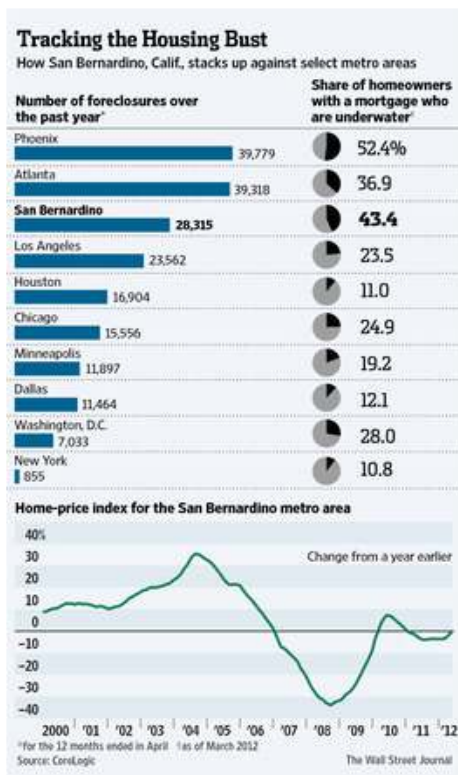 Tracking the Housing Bust
How San Bernardino, Calif., stacks up against select metro areas
Number of foreclosures over
the past year*
Share of homeowners
with a mortgage who
are underwater†
Phoenix
39,779
52.4%
Atlanta
39,318
36.9
San Bernardino
28,315
43.4
Los Angeles
23,562
23.5
Houston
16,904
11.0
Chicago
15,556
24.9
Minneapolis
11,897
19.2
Dallas
11,464
12.1
Washington, D.C.
7,033
28.0
New York
855
10.8
Home-price index for the San Bernardino metro area
Change from a year earlier
40%
30
20
10
0
−10
−20
−30
−40
2000 '01 '02 '03 '04 '05 '06 '07 '08 '09 '10 '11 '12
*for the 12 months ended in April †as of March 2012
Source: CoreLogic
The Wall Street Journal